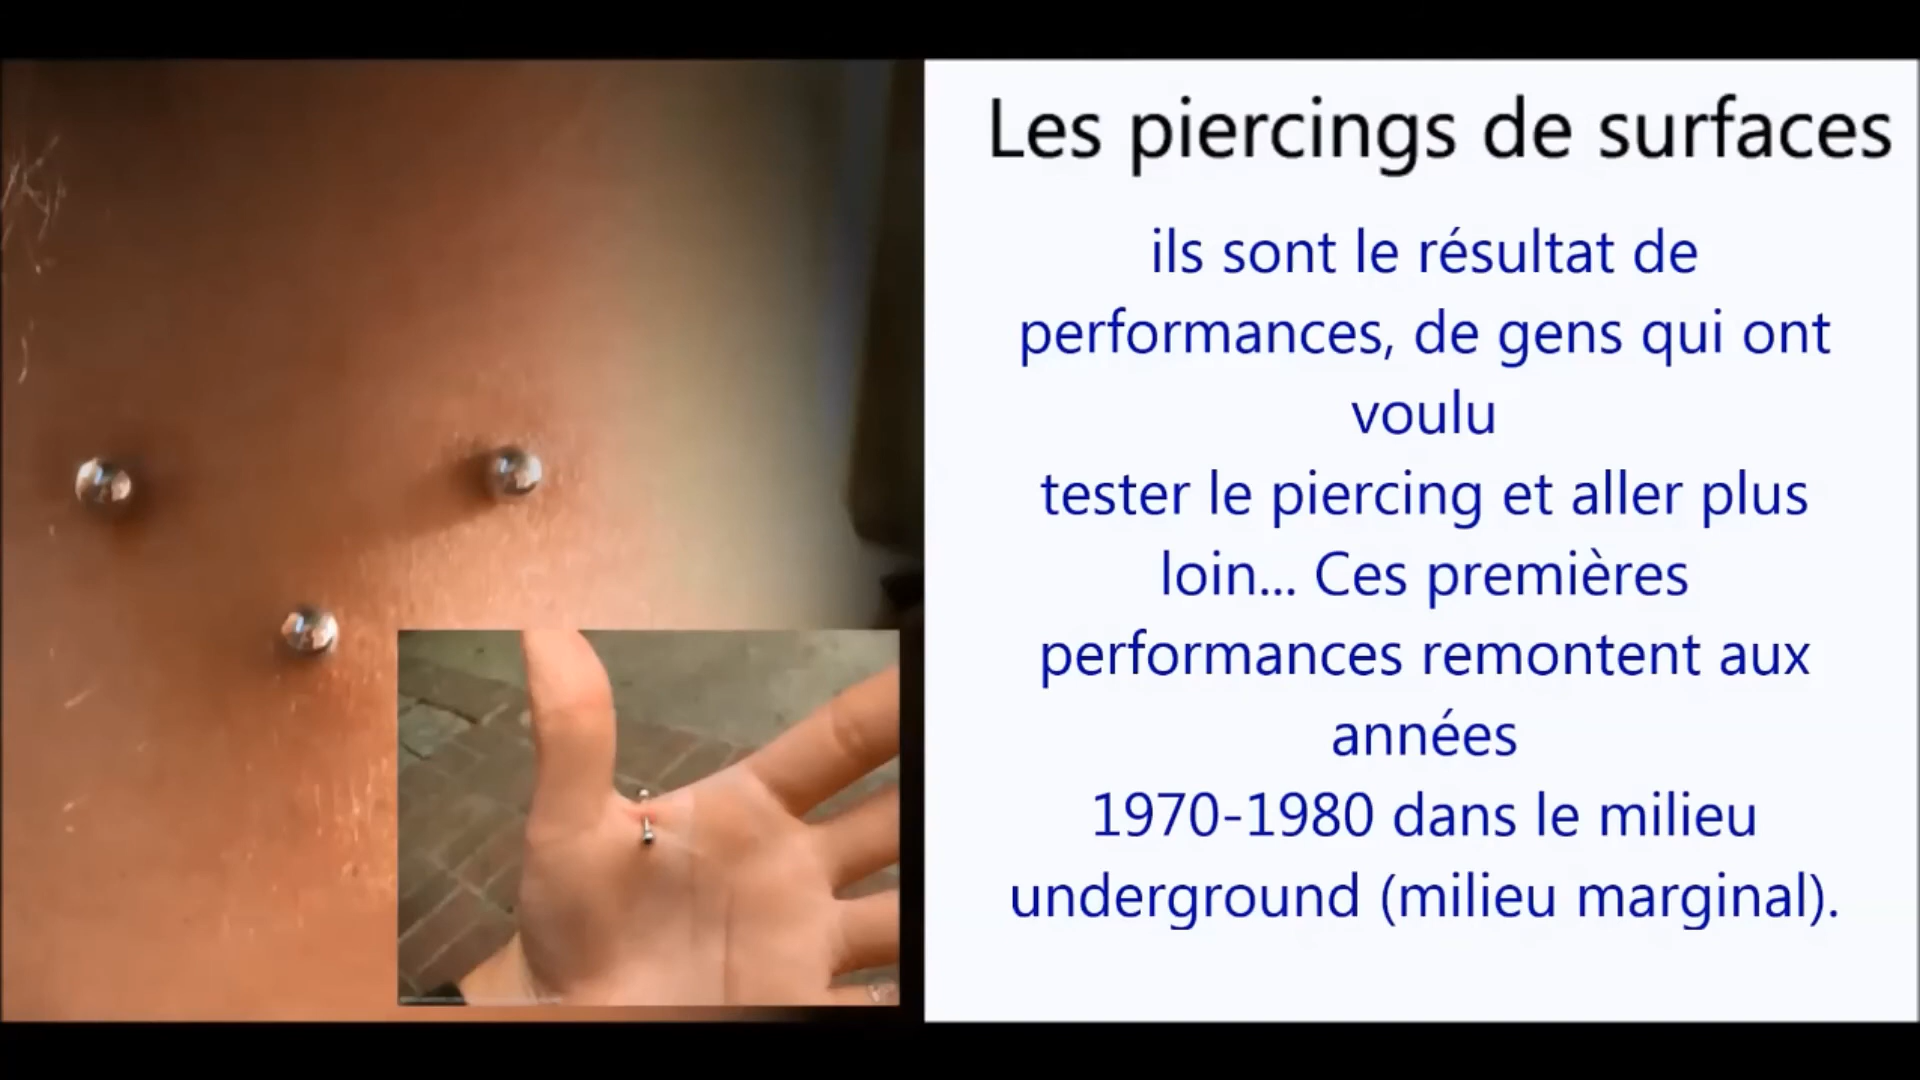 Les piercings de surfaces
ils sont le résultat de
performances, de gens qui ont
voulu
tester le piercing et aller plus
loin... Ces premières
performances remontent aux
années
1970-1980 dans le milieu
underground (milieu marginal).